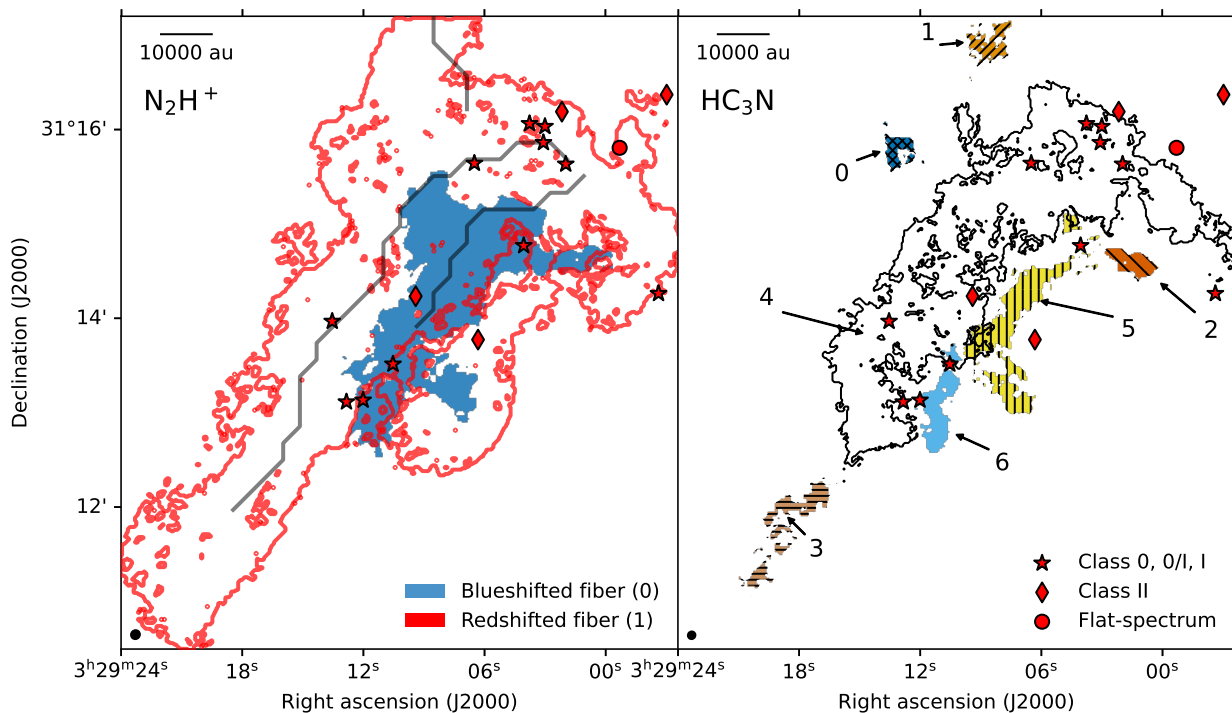 10000 au
N₂H⁺
31°16'
14'
12'
Declination (J2000)
Blueshifted fiber (0)
Redshifted fiber (1)
3ʰ29ᵐ24ˢ
18ˢ
12ˢ
06ˢ
00ˢ
Right ascension (J2000)
10000 au
HC₃N
1
0
4
5
2
6
3
Class 0, 0/I, I
Class II
Flat-spectrum
3ʰ29ᵐ24ˢ
18ˢ
12ˢ
06ˢ
00ˢ
Right ascension (J2000)